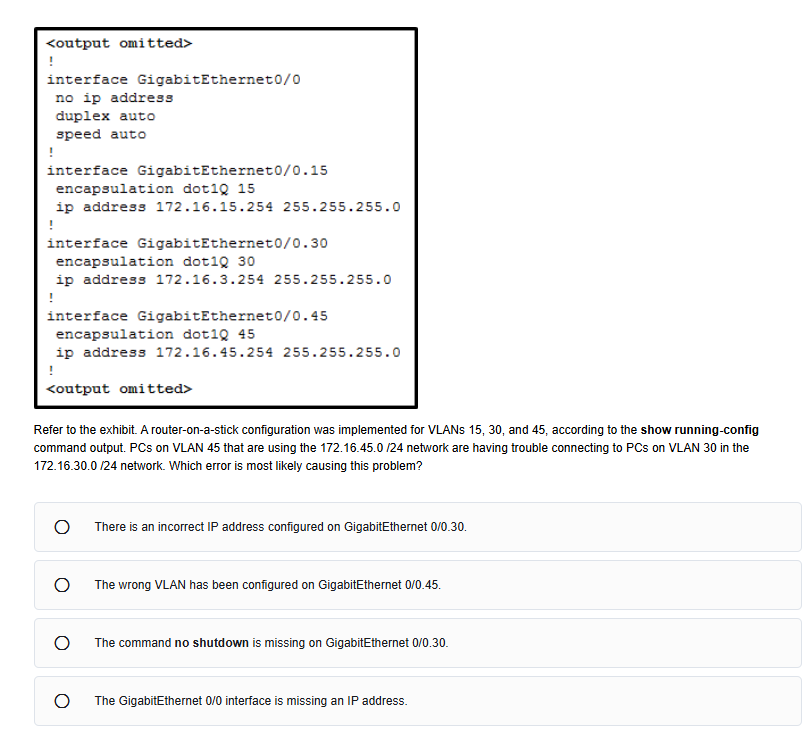 <output omitted>
!
interface GigabitEthernet0/0
no ip address
duplex auto
speed auto
!
interface GigabitEthernet0/0.15
encapsulation dot1Q 15
ip address 172.16.15.254 255.255.255.0
!
interface GigabitEthernet0/0.30
encapsulation dot1Q 30
ip address 172.16.3.254 255.255.255.0
!
interface GigabitEthernet0/0.45
encapsulation dot1Q 45
ip address 172.16.45.254 255.255.255.0
!
<output omitted>
Refer to the exhibit. A router-on-a-stick configuration was implemented for VLANs 15, 30, and 45, according to the show running-config
command output. PCs on VLAN 45 that are using the 172.16.45.0 /24 network are having trouble connecting to PCs on VLAN 30 in the
172.16.30.0 /24 network. Which error is most likely causing this problem?
There is an incorrect IP address configured on GigabitEthernet 0/0.30.
The wrong VLAN has been configured on GigabitEthernet 0/0.45.
The command no shutdown is missing on GigabitEthernet 0/0.30.
The GigabitEthernet 0/0 interface is missing an IP address.